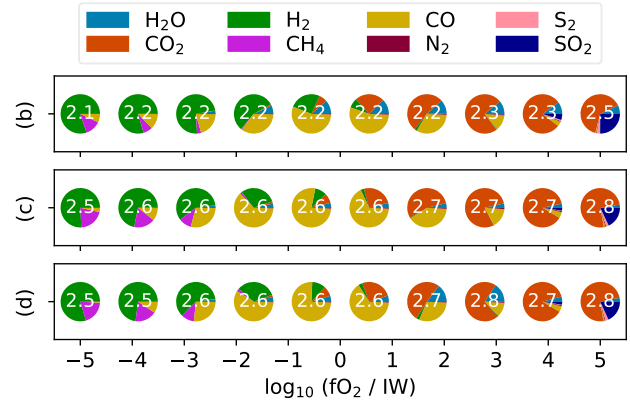 H₂O H₂ CO S₂
CO₂ CH₄ N₂ SO₂
(b) 2.1 2.2 2.2 2.2 2.2 2.2 2.2 2.3 2.3 2.5
(c) 2.5 2.6 2.6 2.6 2.6 2.6 2.7 2.7 2.7 2.8
(d) 2.5 2.5 2.6 2.6 2.6 2.6 2.7 2.8 2.7 2.8
−5 −4 −3 −2 −1 0 1 2 3 4 5
log₁₀ (fO₂ / IW)